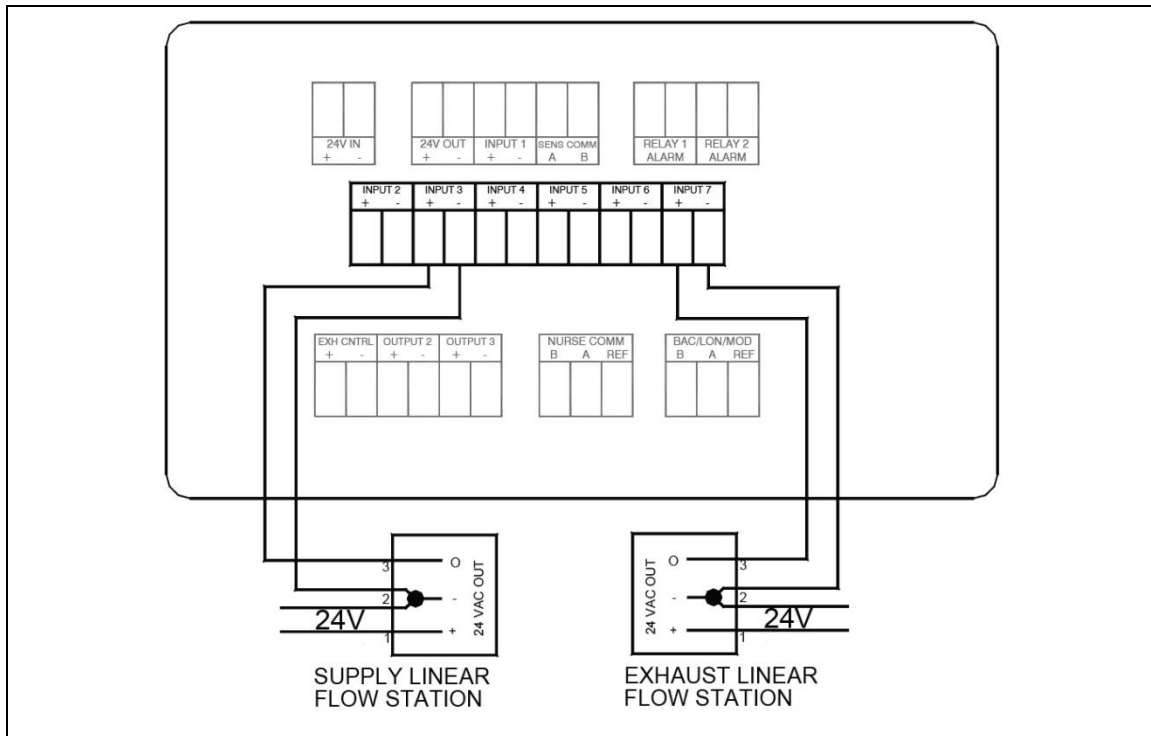 24V IN
+ -
24V OUT INPUT 1 SENS COMM
+ - + - A B
RELAY 1 RELAY 2
ALARM ALARM
INPUT 2 INPUT 3 INPUT 4 INPUT 5 INPUT 6 INPUT 7
+ - + - + - + - + - + -
EXH CNTRL OUTPUT 2 OUTPUT 3
+ - + - + -
NURSE COMM
B A REF
BAC/LON/MOD
B A REF
3 O
2 -
24V
1 +
24 VAC OUT
SUPPLY LINEAR
FLOW STATION
O 3
- 2
24V
+ 1
24 VAC OUT
EXHAUST LINEAR
FLOW STATION